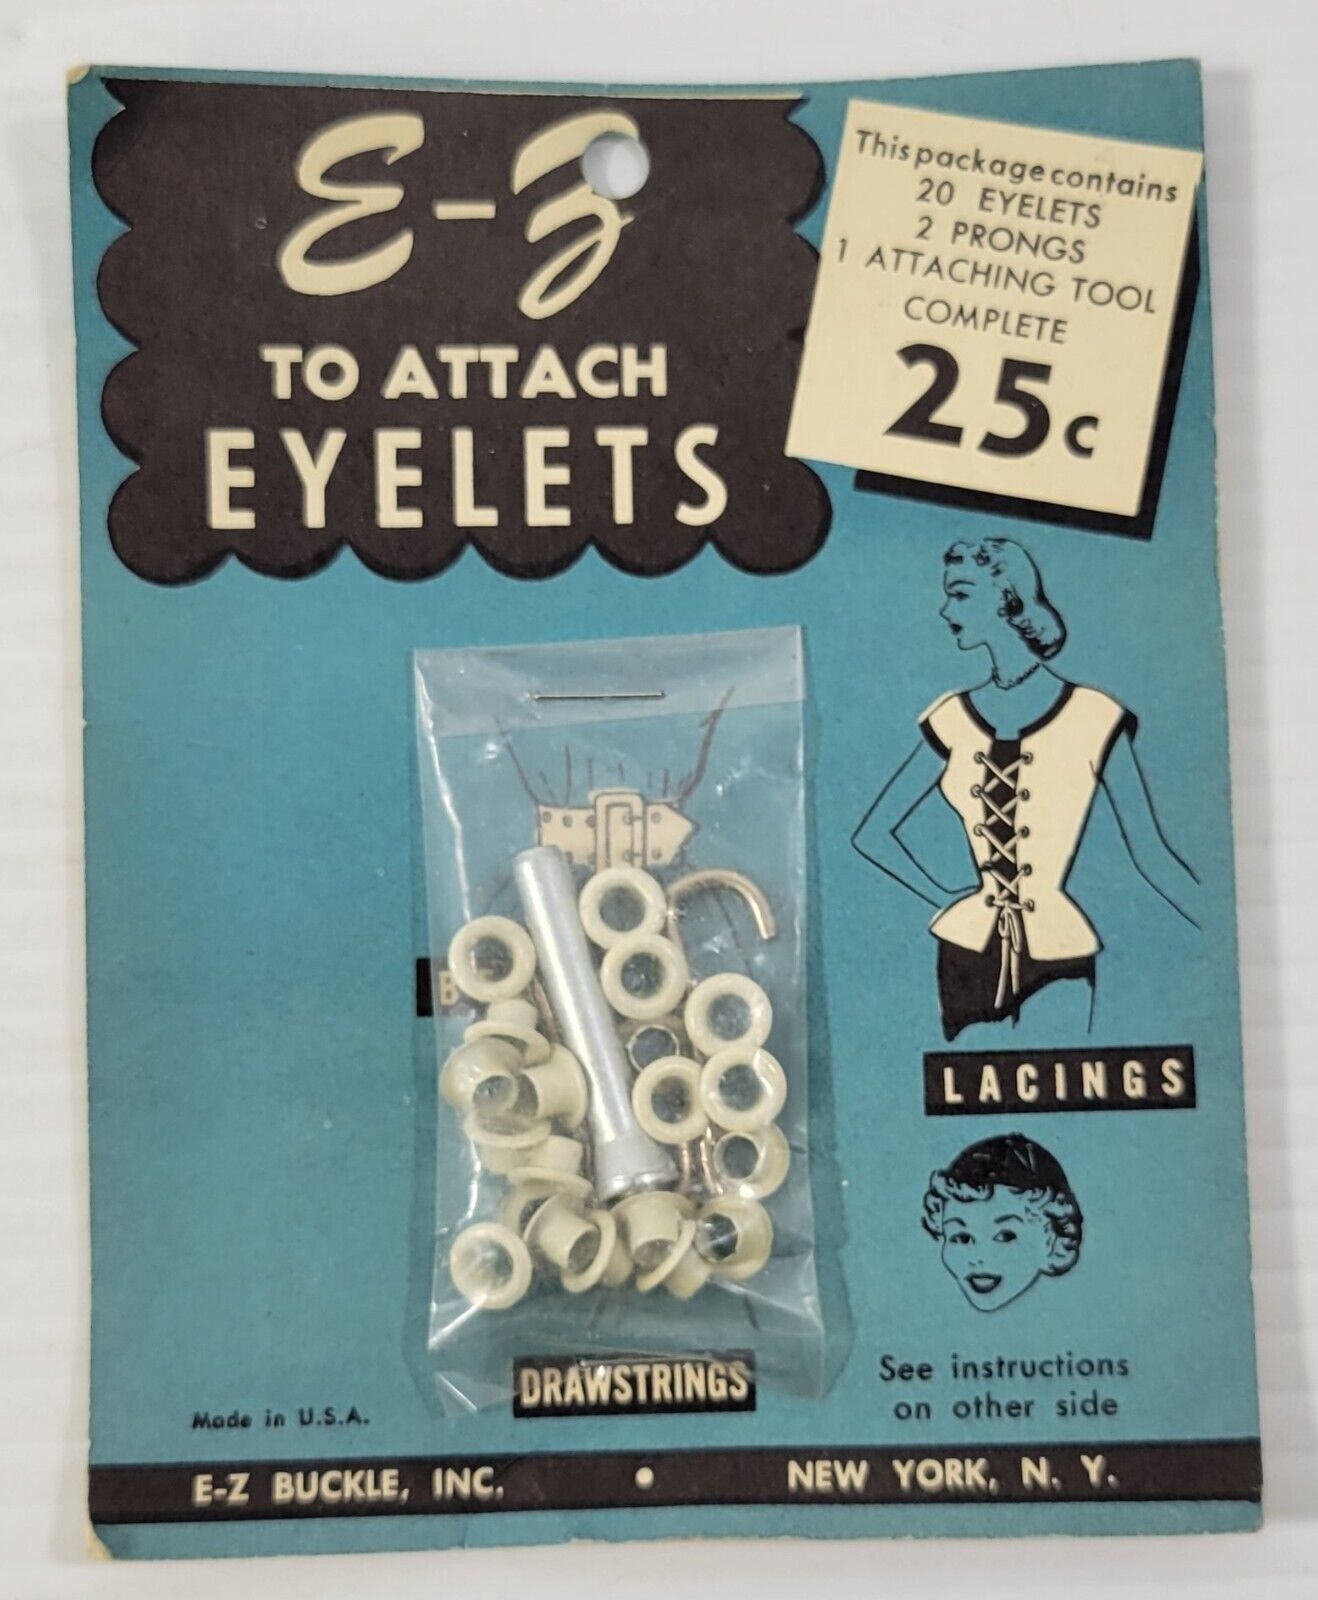 E-Z
TO ATTACH
EYELETS
This package contains
20 EYELETS
2 PRONGS
1 ATTACHING TOOL
COMPLETE
25c
LACINGS
DRAWSTRINGS
See instructions
on other side
Made in U.S.A.
E-Z BUCKLE, INC. • NEW YORK, N. Y.